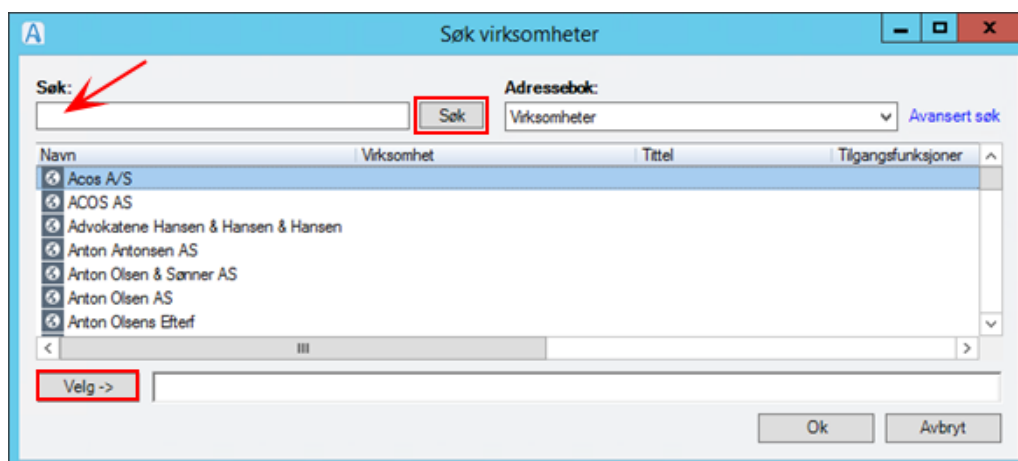 A Søk virksomheter
Søk: Adressebok:
Søk Virksomheter Avansert søk
Navn Virksomhet Tittel Tilgangsfunksjoner
Acos A/S
ACOS AS
Advokatene Hansen & Hansen & Hansen
Anton Antonsen AS
Anton Olsen & Sønner AS
Anton Olsen AS
Anton Olsens Efterf
Velg ->
Ok Avbryt